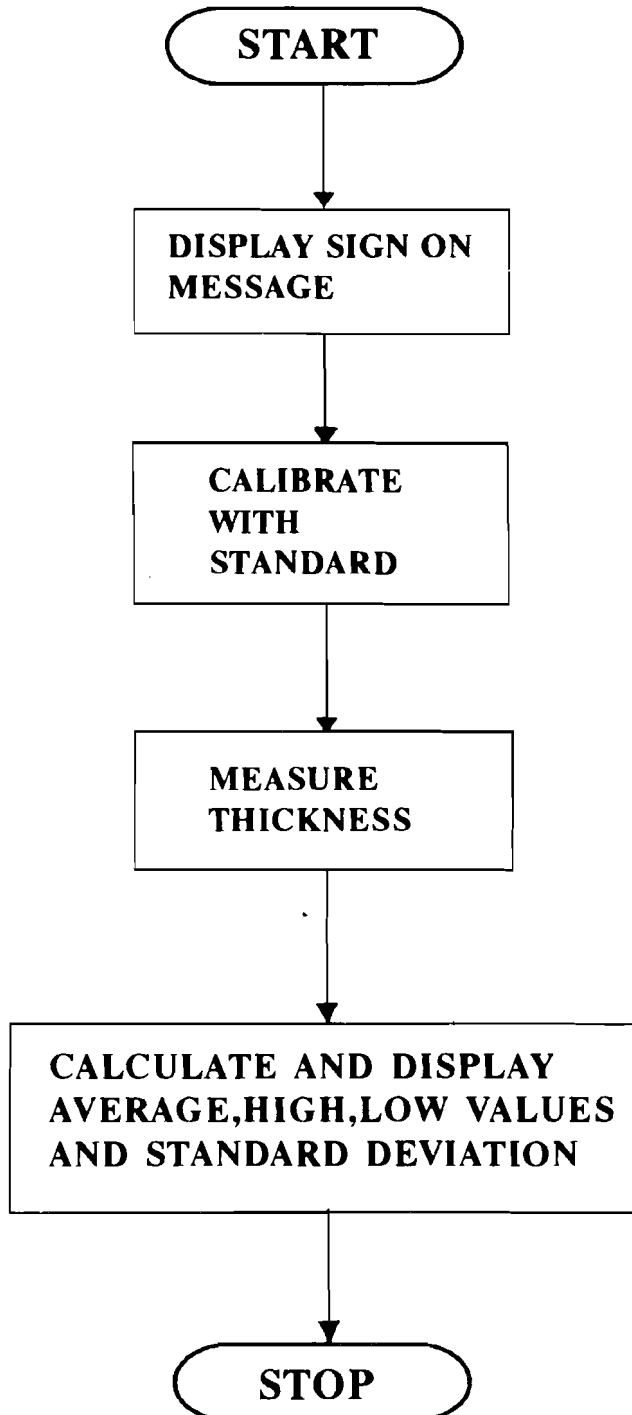 START
DISPLAY SIGN ON
MESSAGE
CALIBRATE
WITH
STANDARD
MEASURE
THICKNESS
CALCULATE AND DISPLAY
AVERAGE,HIGH,LOW VALUES
AND STANDARD DEVIATION
STOP